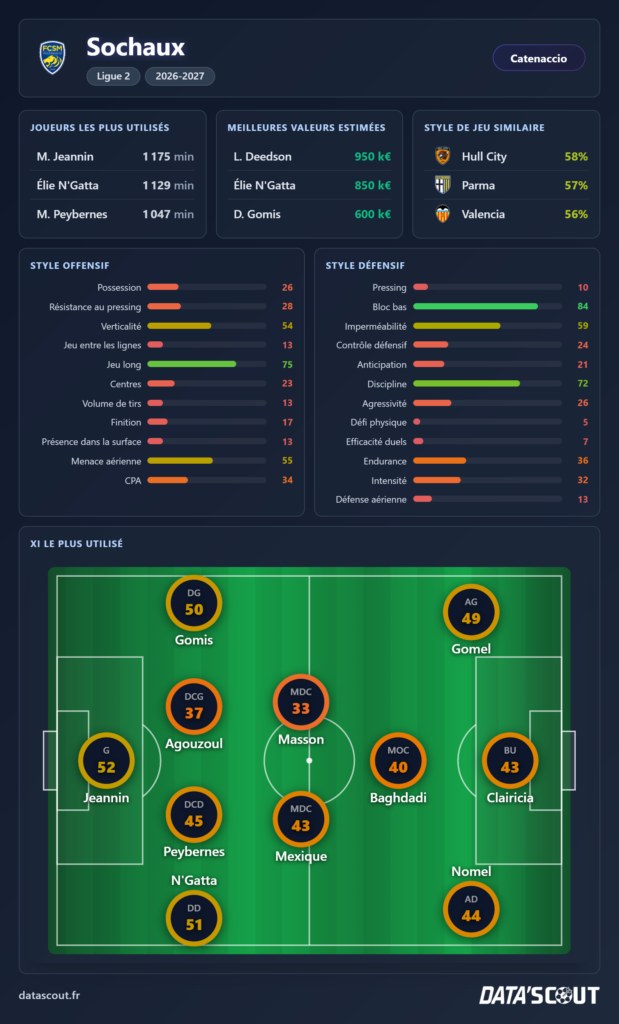 FCSM
Sochaux
Ligue 2
2026-2027
Catenaccio
JOUEURS LES PLUS UTILISÉS
M. Jeannin 1 175 min
Élie N'Gatta 1 129 min
M. Peybernes 1 047 min
MEILLEURES VALEURS ESTIMÉES
L. Deedson 950 k€
Élie N'Gatta 850 k€
D. Gomis 600 k€
STYLE DE JEU SIMILAIRE
Hull City 58%
Parma 57%
Valencia 56%
STYLE OFFENSIF
Possession 26
Résistance au pressing 28
Verticalité 54
Jeu entre les lignes 13
Jeu long 75
Centres 23
Volume de tirs 13
Finition 17
Présence dans la surface 13
Menace aérienne 55
CPA 34
STYLE DÉFENSIF
Pressing 10
Bloc bas 84
Imperméabilité 59
Contrôle défensif 24
Anticipation 21
Discipline 72
Agressivité 26
Défi physique 5
Efficacité duels 7
Endurance 36
Intensité 32
Défense aérienne 13
XI LE PLUS UTILISÉ
DG
50
Gomis
AG
49
Gomel
DCG
37
Agouzoul
MDC
33
Masson
G
52
Jeannin
MOC
40
Baghdadi
BU
43
Clairicia
DCD
45
Peybernes
MDC
43
Mexique
N'Gatta
DD
51
Nomel
AD
44
datascout.fr
DATA'SCOUT